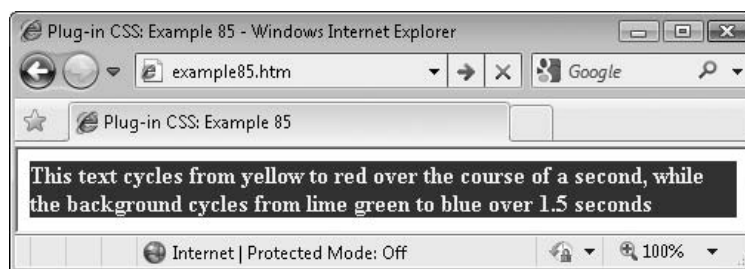 Plug-in CSS: Example 85 - Windows Internet Explorer
example85.htm
Google
Plug-in CSS: Example 85
This text cycles from yellow to red over the course of a second, while
the background cycles from lime green to blue over 1.5 seconds
Internet | Protected Mode: Off
100%